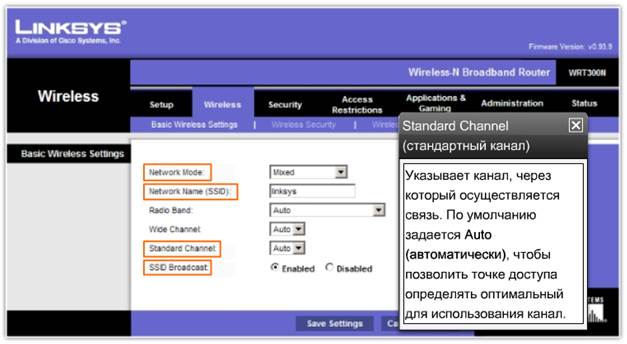 LINKSYS®
A Division of Cisco Systems, Inc.
Firmware Version: v0.93.9
Wireless-N Broadband Router WRT300N
Wireless
Setup Wireless Security Access Restrictions Applications & Gaming Administration Status
Basic Wireless Settings | Wireless Security |
Basic Wireless Settings
Network Mode: Mixed
Network Name (SSID): linksys
Radio Band: Auto
Wide Channel: Auto
Standard Channel: Auto
SSID Broadcast: Enabled Disabled
Save Settings
Standard Channel
(стандартный канал)
Указывает канал, через
который осуществляется
связь. По умолчанию
задается Auto
(автоматически), чтобы
позволить точке доступа
определять оптимальный
для использования канал.